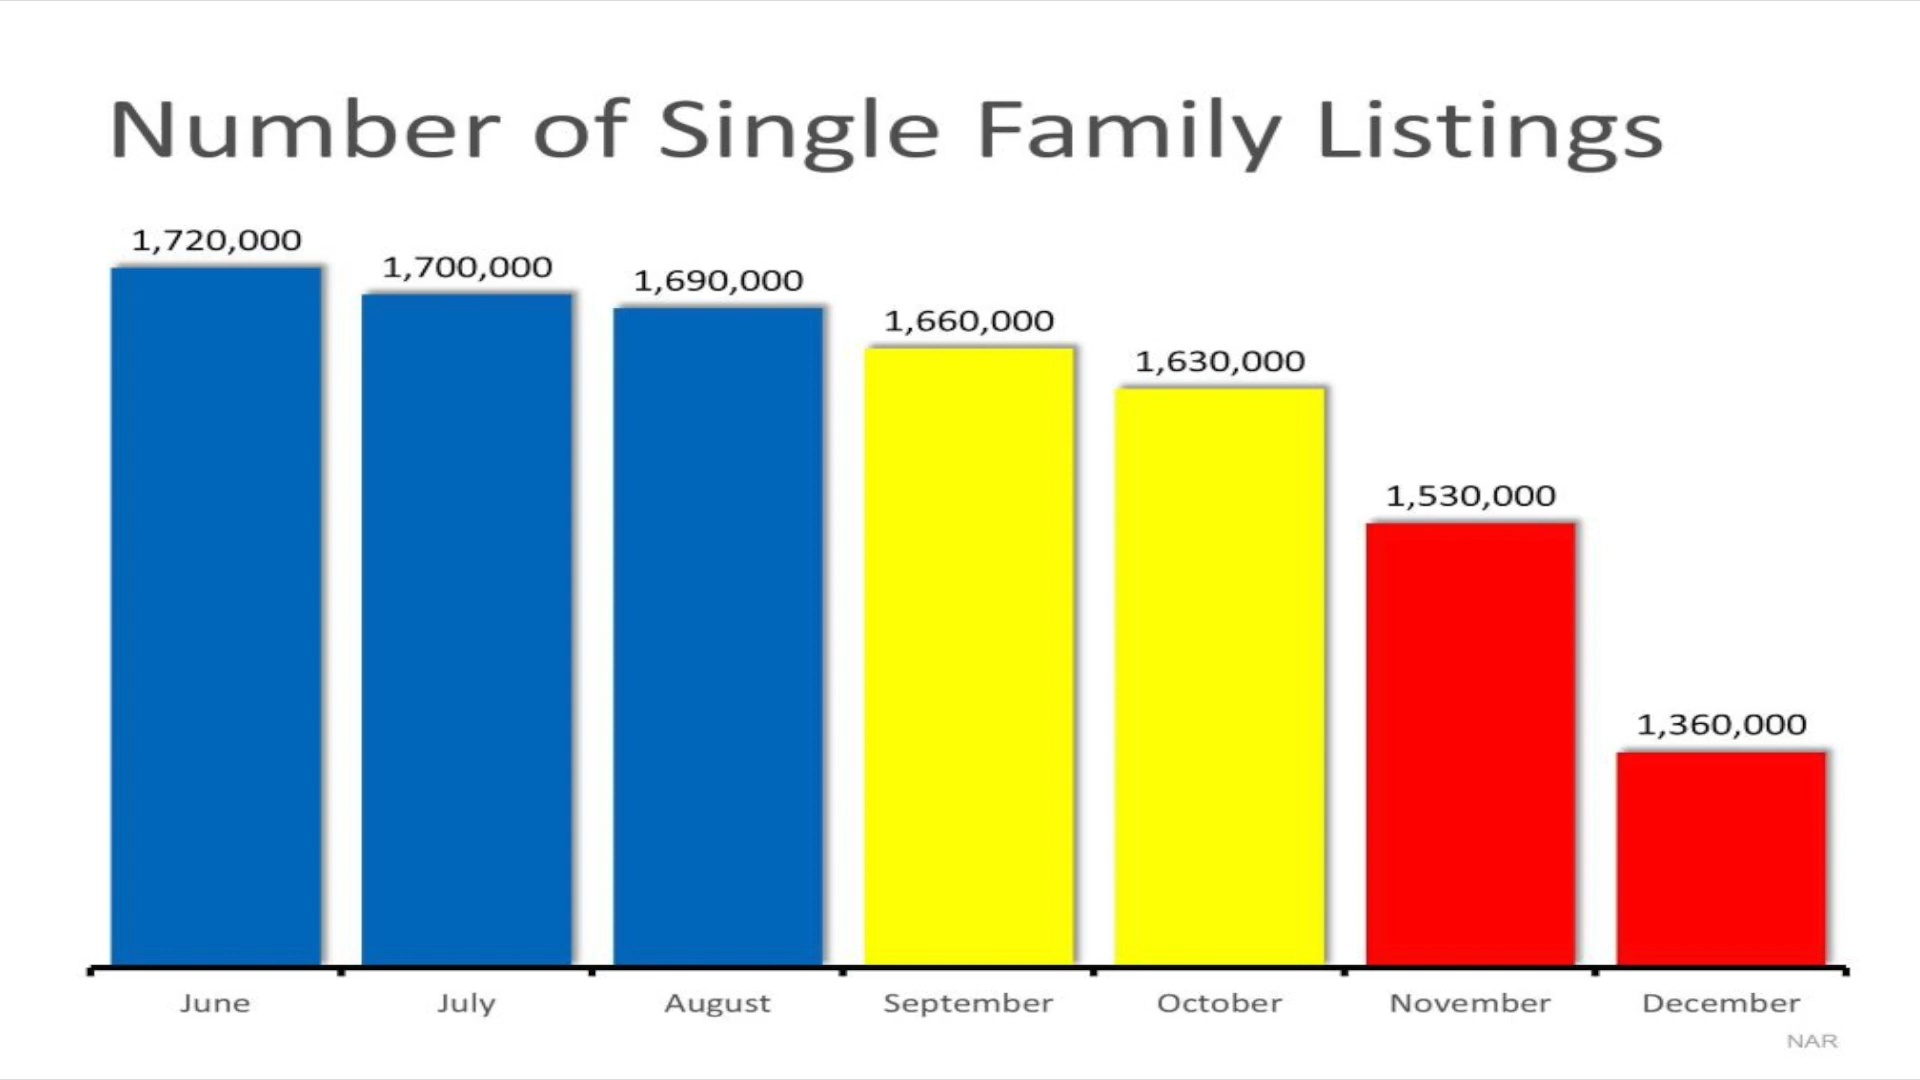 Number of Single Family Listings
1,720,000
1,700,000
1,690,000
1,660,000
1,630,000
1,530,000
1,360,000
June
July
August
September
October
November
December
NAR